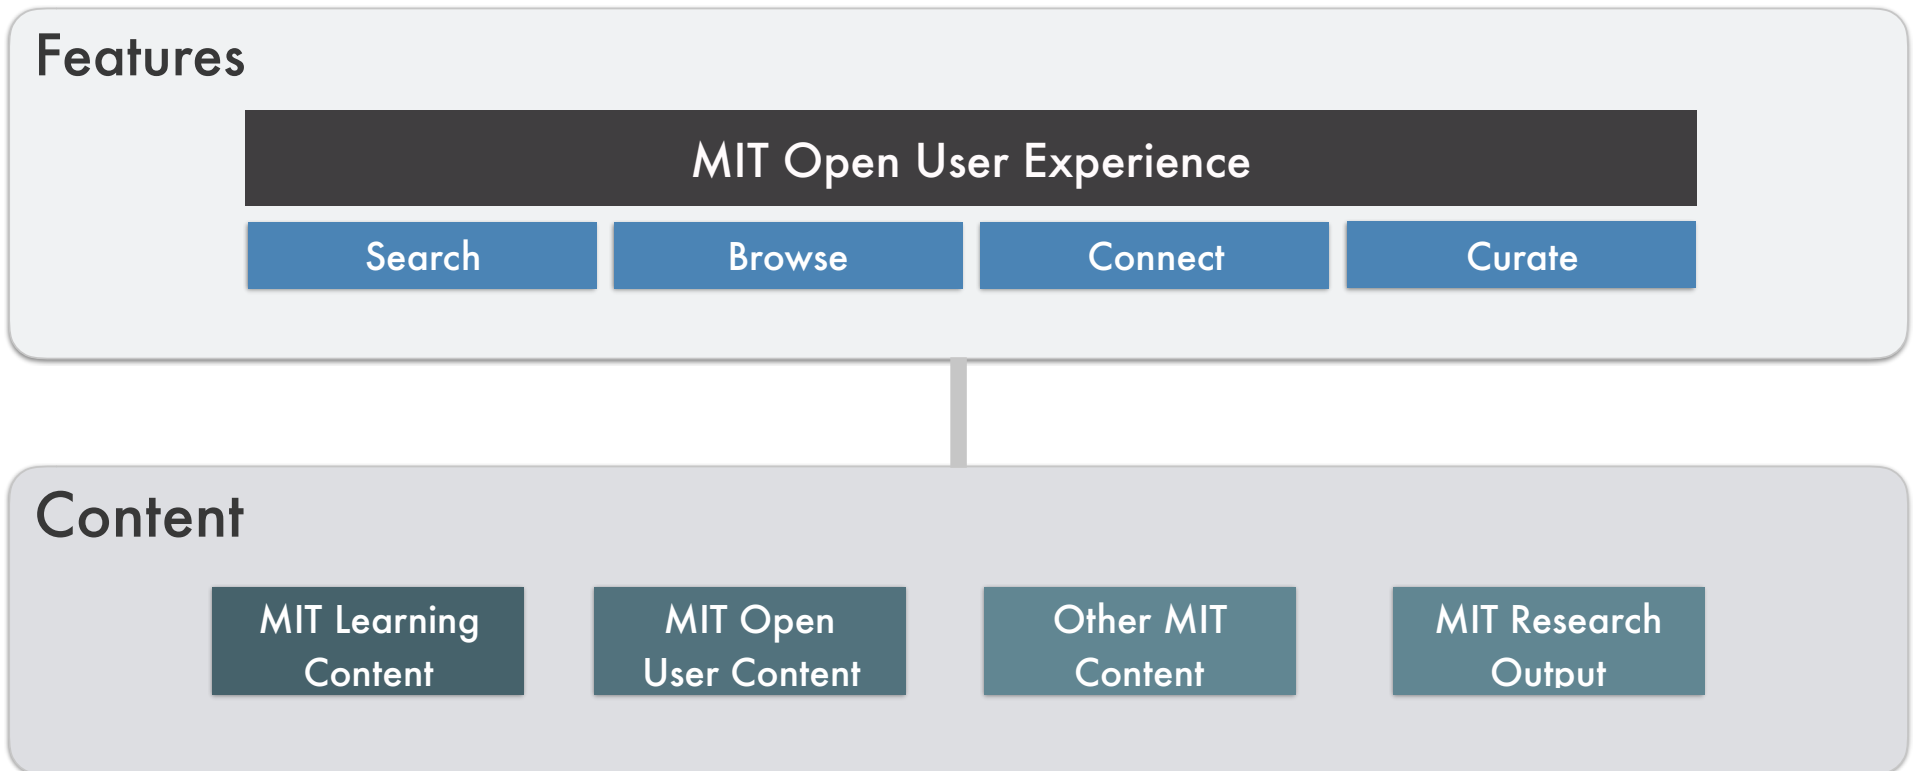 Features
MIT Open User Experience
Search
Browse
Connect
Curate
Content
MIT Learning
Content
MIT Open
User Content
Other MIT
Content
MIT Research
Output